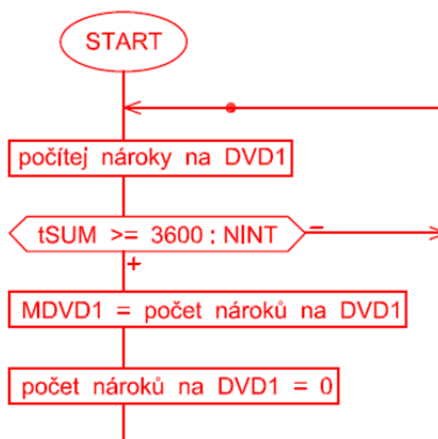 START
počítej nároky na DVD1
tSUM >= 3600 : NINT
–
+
MDVD1 = počet nároků na DVD1
počet nároků na DVD1 = 0